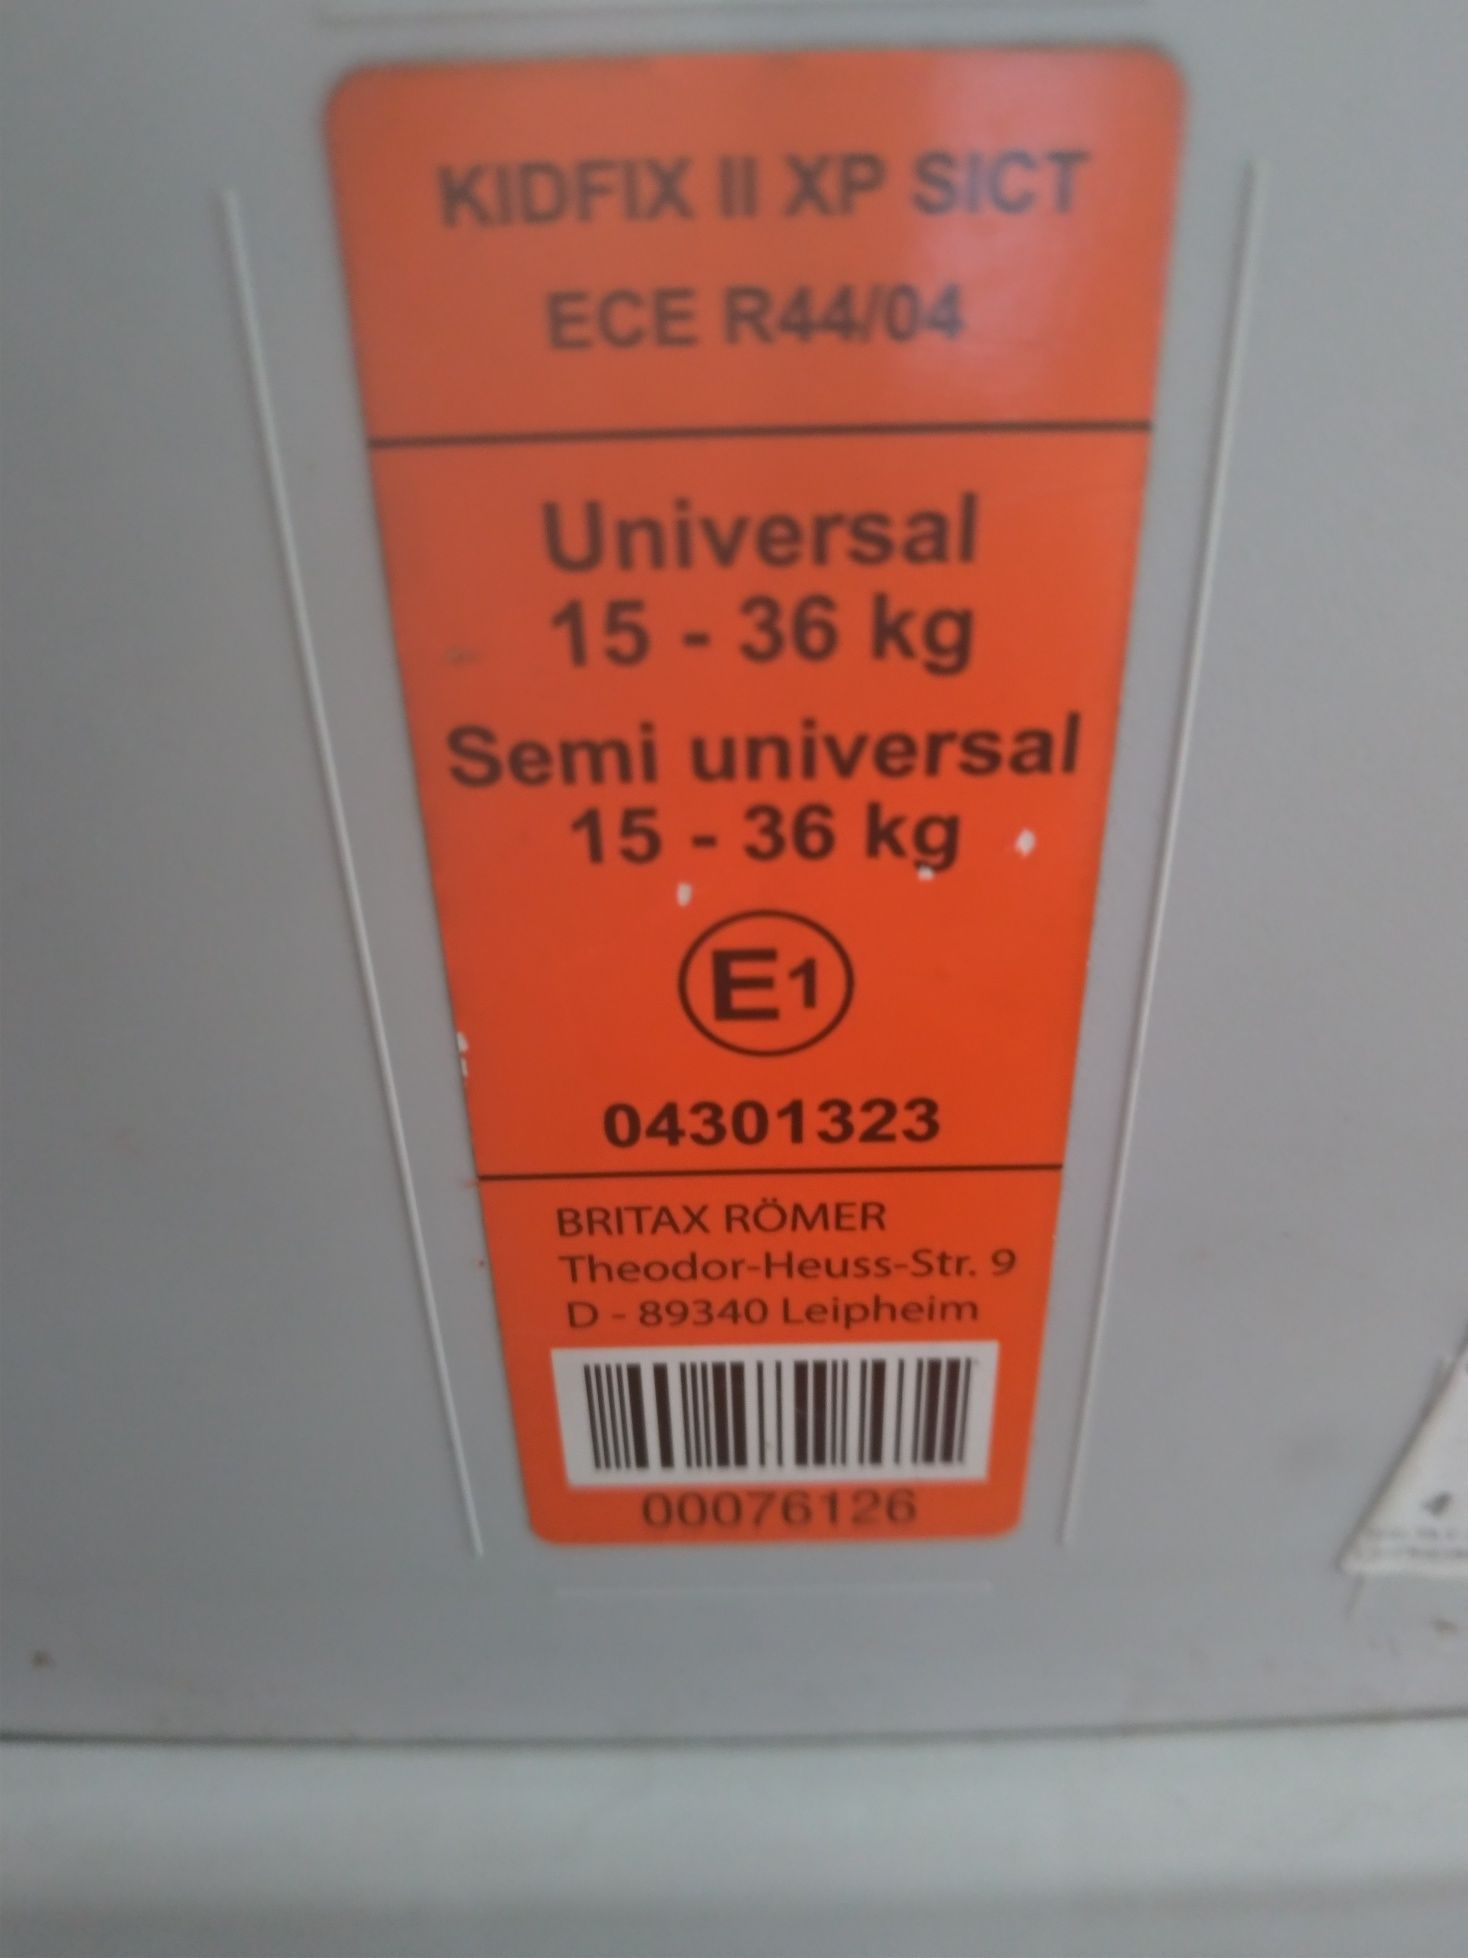 KIDFIX II XP SICT
ECE R44/04
Universal
15 - 36 kg
Semi universal
15 - 36 kg
E1
04301323
BRITAX RÖMER
Theodor-Heuss-Str. 9
D - 89340 Leipheim
00076126
4